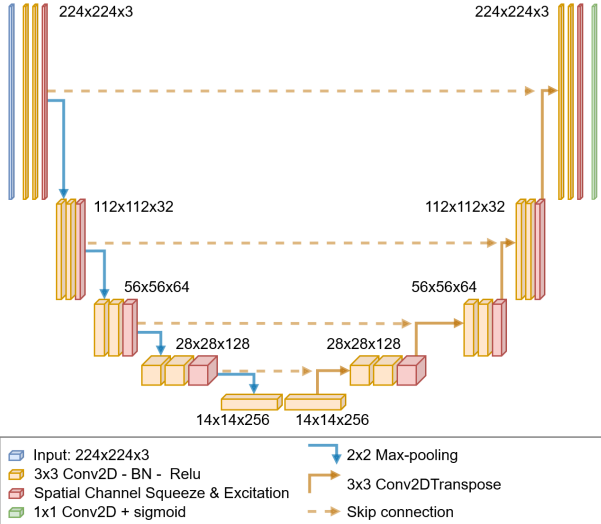 224x224x3
224x224x3
112x112x32
112x112x32
56x56x64
56x56x64
28x28x128
28x28x128
14x14x256
14x14x256
Input: 224x224x3
3x3 Conv2D - BN - Relu
Spatial Channel Squeeze & Excitation
1x1 Conv2D + sigmoid
2x2 Max-pooling
3x3 Conv2DTranspose
Skip connection